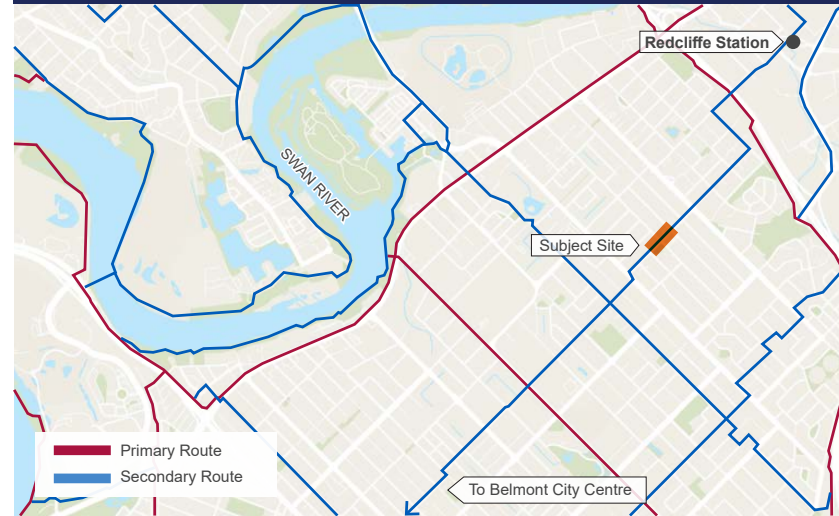 Redcliffe Station
SWAN RIVER
Subject Site
Primary Route
Secondary Route
To Belmont City Centre